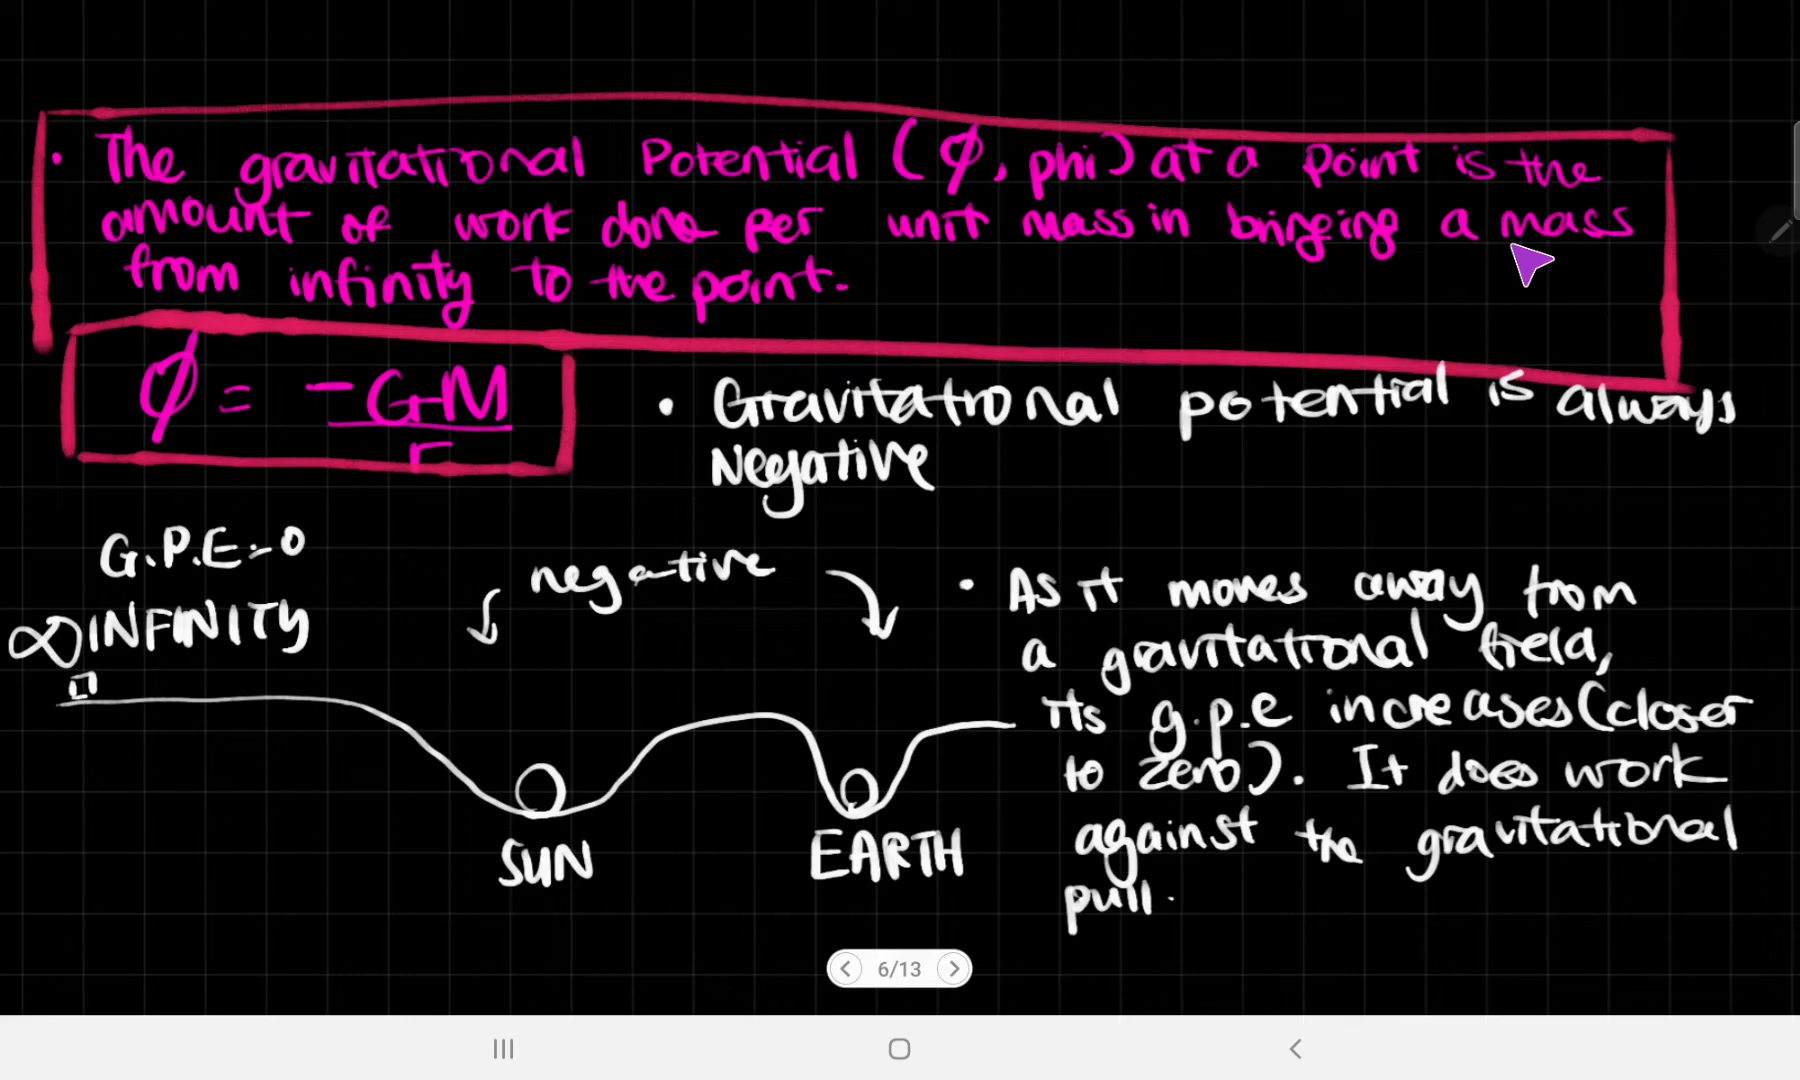 • The gravitational Potential (φ, phi) at a point is the
amount of work done per unit mass in bringing a mass
from infinity to the point.
φ = -GM
r
• Gravitational potential is always
Negative
G.P.E=0
∞ INFINITY
negative
• As it moves away from
a gravitational field,
its g.p.e increases (closer
to zero). It does work
against the gravitational
pull.
SUN
EARTH
6/13